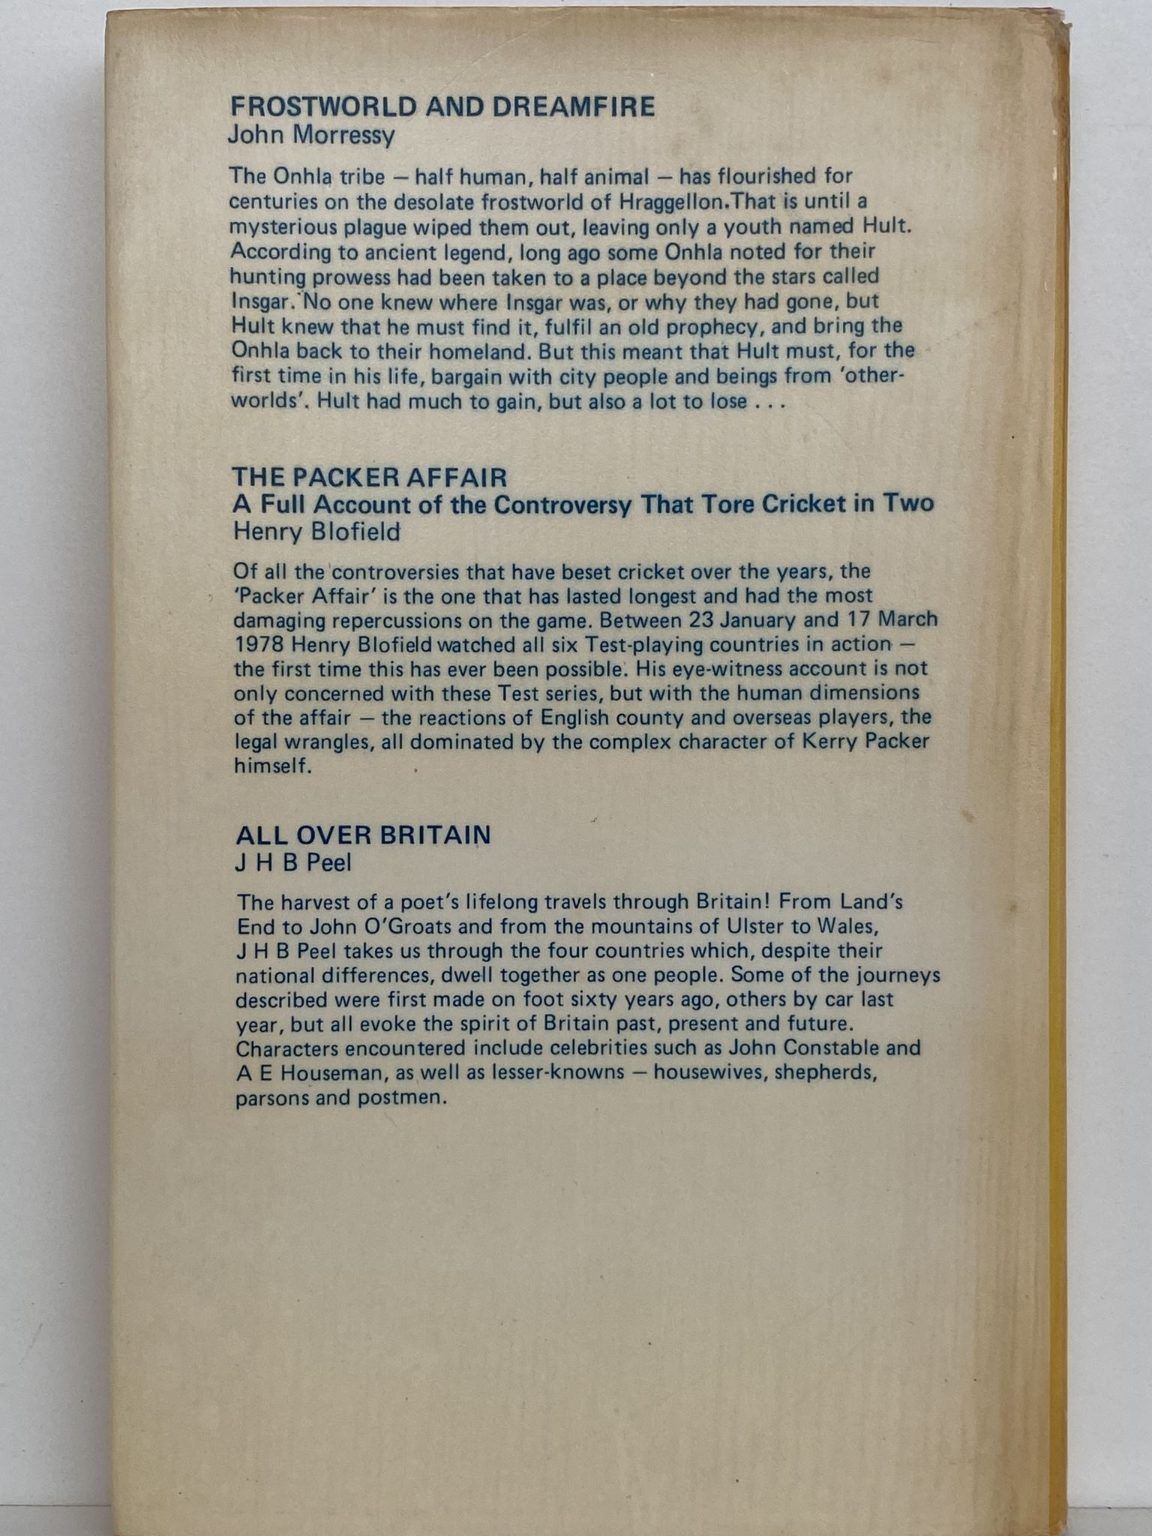 FROSTWORLD AND DREAMFIRE
John Morressy
The Onhla tribe – half human, half animal – has flourished for
centuries on the desolate frostworld of Hraggellon.That is until a
mysterious plague wiped them out, leaving only a youth named Hult.
According to ancient legend, long ago some Onhla noted for their
hunting prowess had been taken to a place beyond the stars called
Insgar. No one knew where Insgar was, or why they had gone, but
Hult knew that he must find it, fulfil an old prophecy, and bring the
Onhla back to their homeland. But this meant that Hult must, for the
first time in his life, bargain with city people and beings from 'other-
worlds'. Hult had much to gain, but also a lot to lose . . .
THE PACKER AFFAIR
A Full Account of the Controversy That Tore Cricket in Two
Henry Blofield
Of all the controversies that have beset cricket over the years, the
'Packer Affair' is the one that has lasted longest and had the most
damaging repercussions on the game. Between 23 January and 17 March
1978 Henry Blofield watched all six Test-playing countries in action –
the first time this has ever been possible. His eye-witness account is not
only concerned with these Test series, but with the human dimensions
of the affair – the reactions of English county and overseas players, the
legal wrangles, all dominated by the complex character of Kerry Packer
himself.
ALL OVER BRITAIN
J H B Peel
The harvest of a poet's lifelong travels through Britain! From Land's
End to John O'Groats and from the mountains of Ulster to Wales,
J H B Peel takes us through the four countries which, despite their
national differences, dwell together as one people. Some of the journeys
described were first made on foot sixty years ago, others by car last
year, but all evoke the spirit of Britain past, present and future.
Characters encountered include celebrities such as John Constable and
A E Houseman, as well as lesser-knowns – housewives, shepherds,
parsons and postmen.